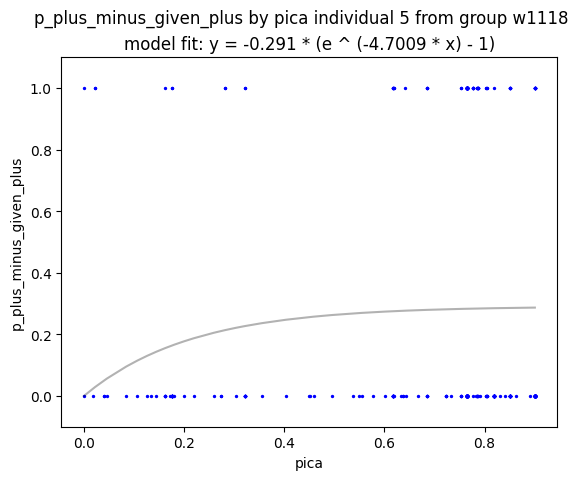 p_plus_minus_given_plus by pica individual 5 from group w1118
model fit: y = -0.291 * (e ^ (-4.7009 * x) - 1)
1.0
0.8
0.6
0.4
0.2
0.0
p_plus_minus_given_plus
0.0 0.2 0.4 0.6 0.8
pica